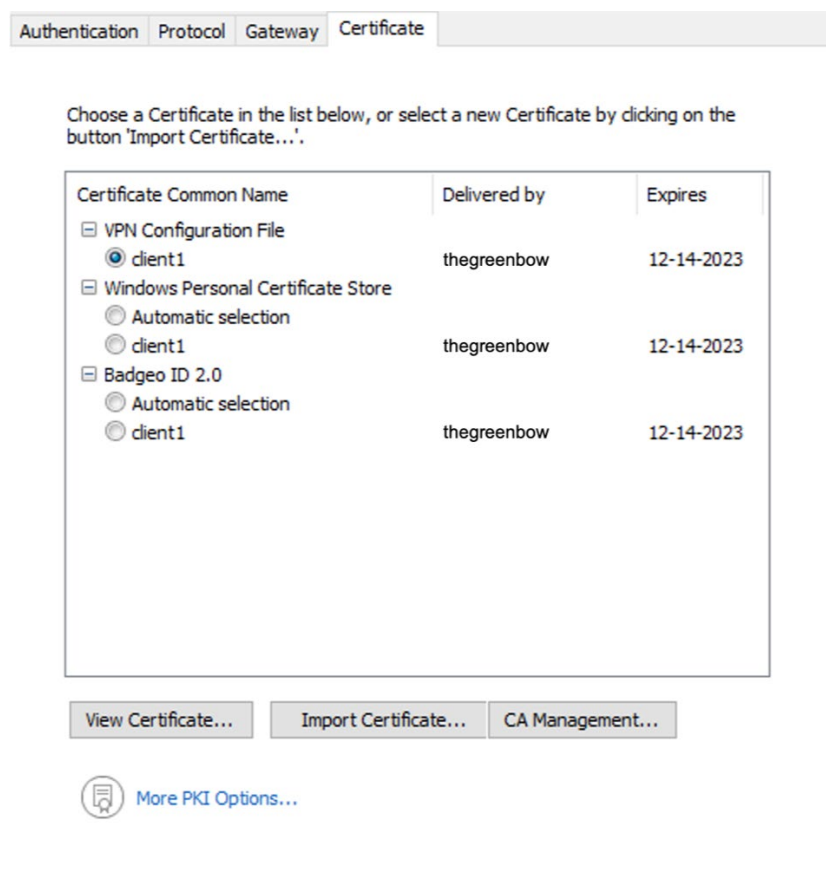 Authentication Protocol Gateway Certificate
Choose a Certificate in the list below, or select a new Certificate by clicking on the
button 'Import Certificate...'.
Certificate Common Name Delivered by Expires
VPN Configuration File
client1 thegreenbow 12-14-2023
Windows Personal Certificate Store
Automatic selection
client1 thegreenbow 12-14-2023
Badgeo ID 2.0
Automatic selection
client1 thegreenbow 12-14-2023
View Certificate... Import Certificate... CA Management...
More PKI Options...